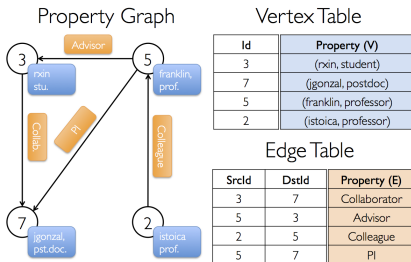 Property Graph
Advisor
3
rxin
stu.
5
franklin,
prof.
Collab.
PI
Colleague
7
jgonzal,
pst.doc.
2
istoica
prof.
Vertex Table
Id Property (V)
3 (rxin, student)
7 (jgonzal, postdoc)
5 (franklin, professor)
2 (istoica, professor)
Edge Table
SrcId DstId Property (E)
3 7 Collaborator
5 3 Advisor
2 5 Colleague
5 7 PI